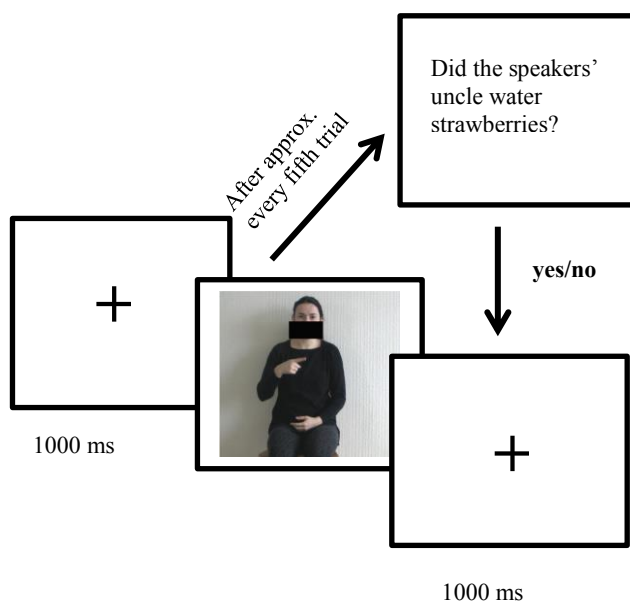 Did the speakers’
uncle water
strawberries?
After approx.
every fifth trial
yes/no
1000 ms
1000 ms